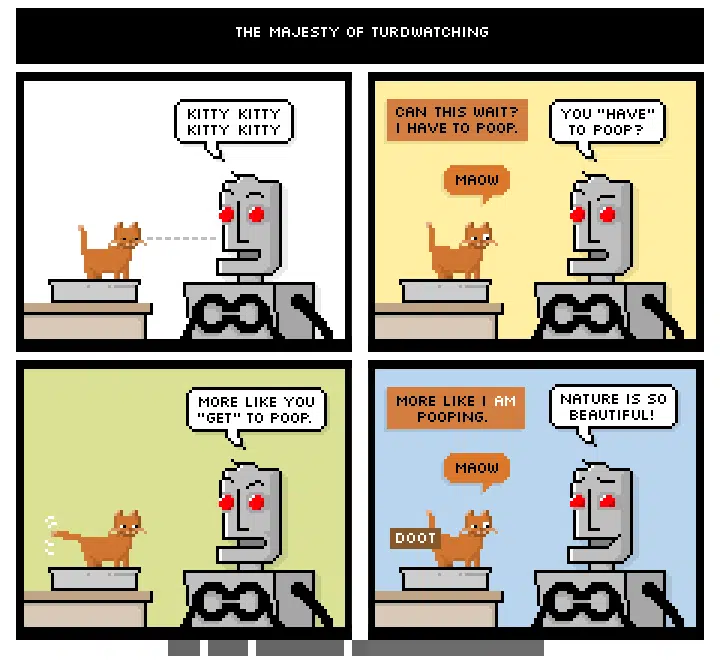 THE MAJESTY OF TURDWATCHING
KITTY KITTY
KITTY KITTY
CAN THIS WAIT?
I HAVE TO POOP.
MAOW
YOU "HAVE"
TO POOP?
MORE LIKE YOU
"GET" TO POOP.
MORE LIKE I AM
POOPING.
MAOW
NATURE IS SO
BEAUTIFUL!
DOOT